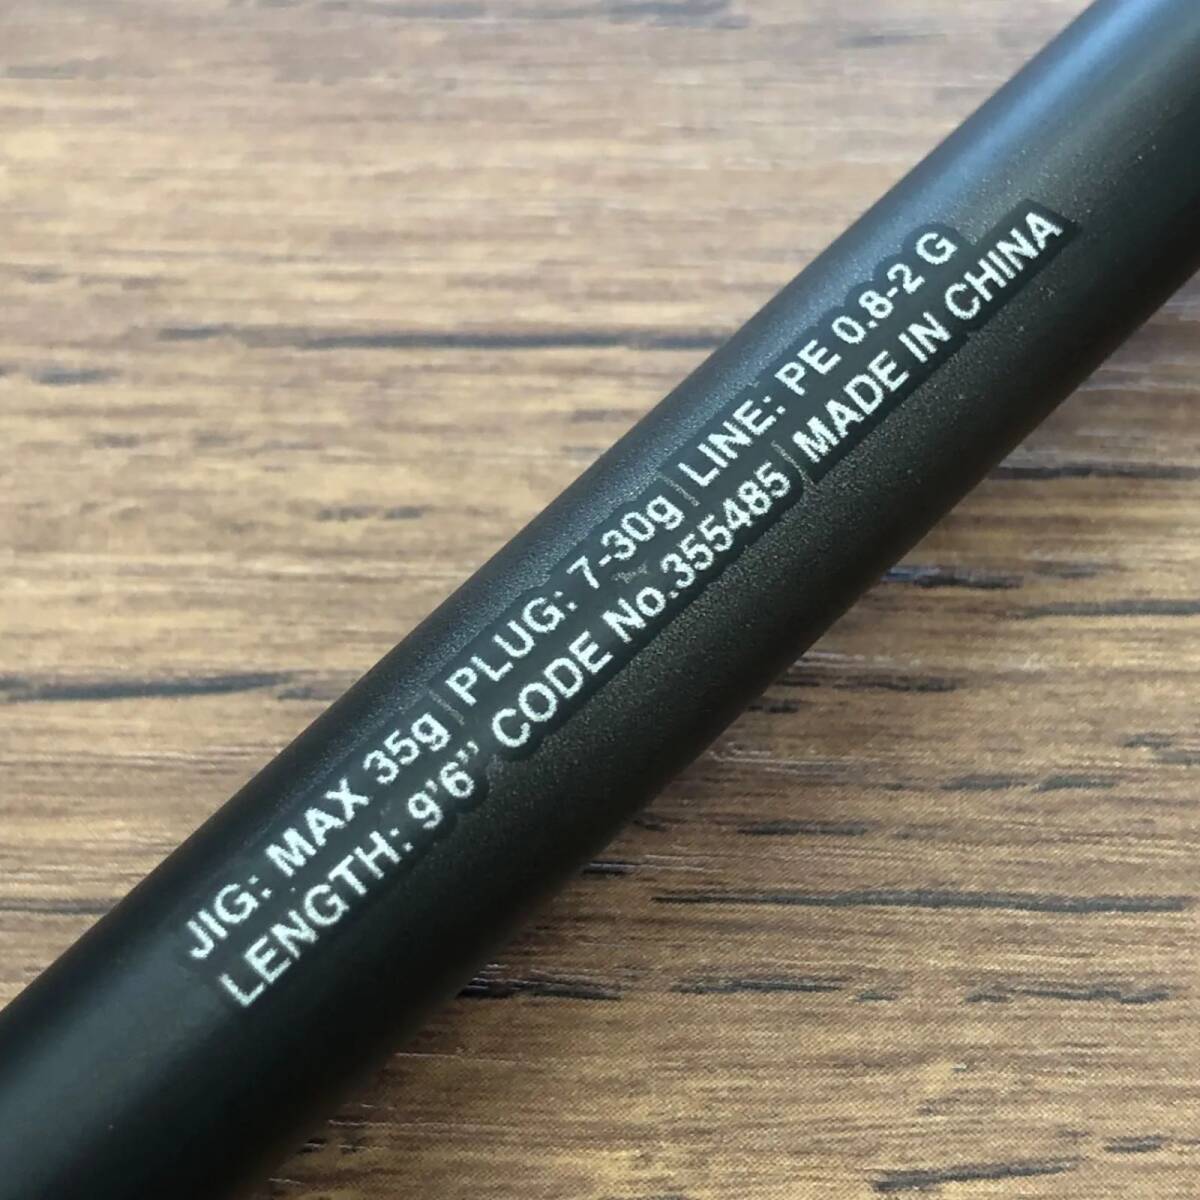 JIG: MAX 35g|PLUG: 7-30g|LINE: PE 0.8-2 G
LENGTH: 9’6” CODE No.355485|MADE IN CHINA